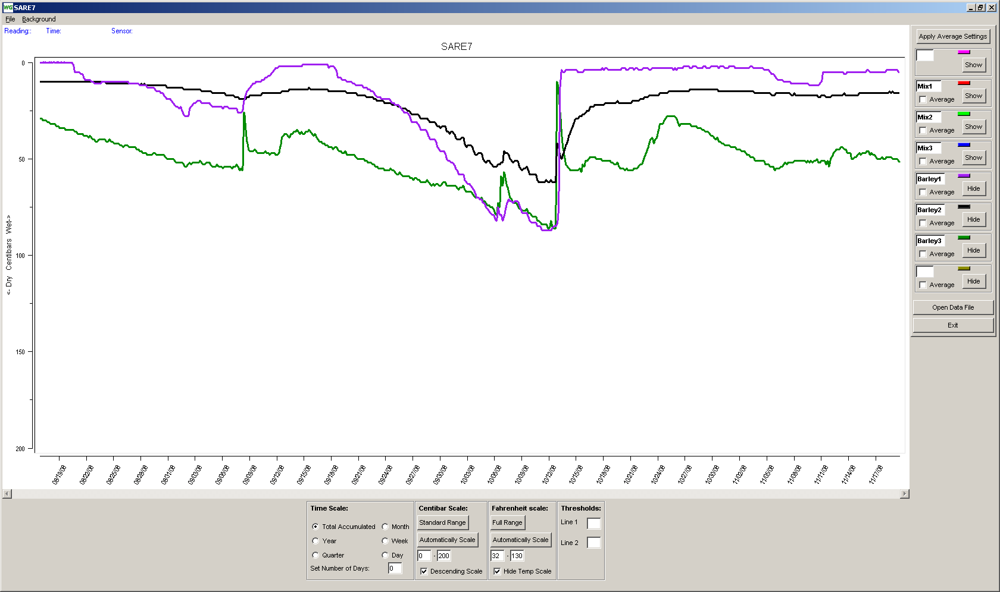 WG SARE7
File Background
Reading:: Time: Sensor:
SARE7
0
50
100
150
200
<- Dry Centibars Wet->
08/19/08 08/22/08 08/25/08 08/28/08 08/31/08 09/03/08 09/06/08 09/09/08 09/12/08 09/15/08 09/18/08 09/21/08 09/24/08 09/27/08 09/30/08 10/03/08 10/06/08 10/09/08 10/12/08 10/15/08 10/18/08 10/21/08 10/24/08 10/27/08 10/30/08 11/02/08 11/05/08 11/08/08 11/11/08 11/14/08 11/17/08
Apply Average Settings
Show
Mix1
Average Show
Mix2
Average Show
Mix3
Average Show
Barley1
Average Hide
Barley2
Average Hide
Barley3
Average Hide
Average Hide
Open Data File
Exit
Time Scale:
Total Accumulated Month
Year Week
Quarter Day
Set Number of Days: 0
Centibar Scale:
Standard Range
Automatically Scale
0 - 200
Descending Scale
Fahrenheit scale:
Full Range
Automatically Scale
32 - 130
Hide Temp Scale
Thresholds:
Line 1
Line 2